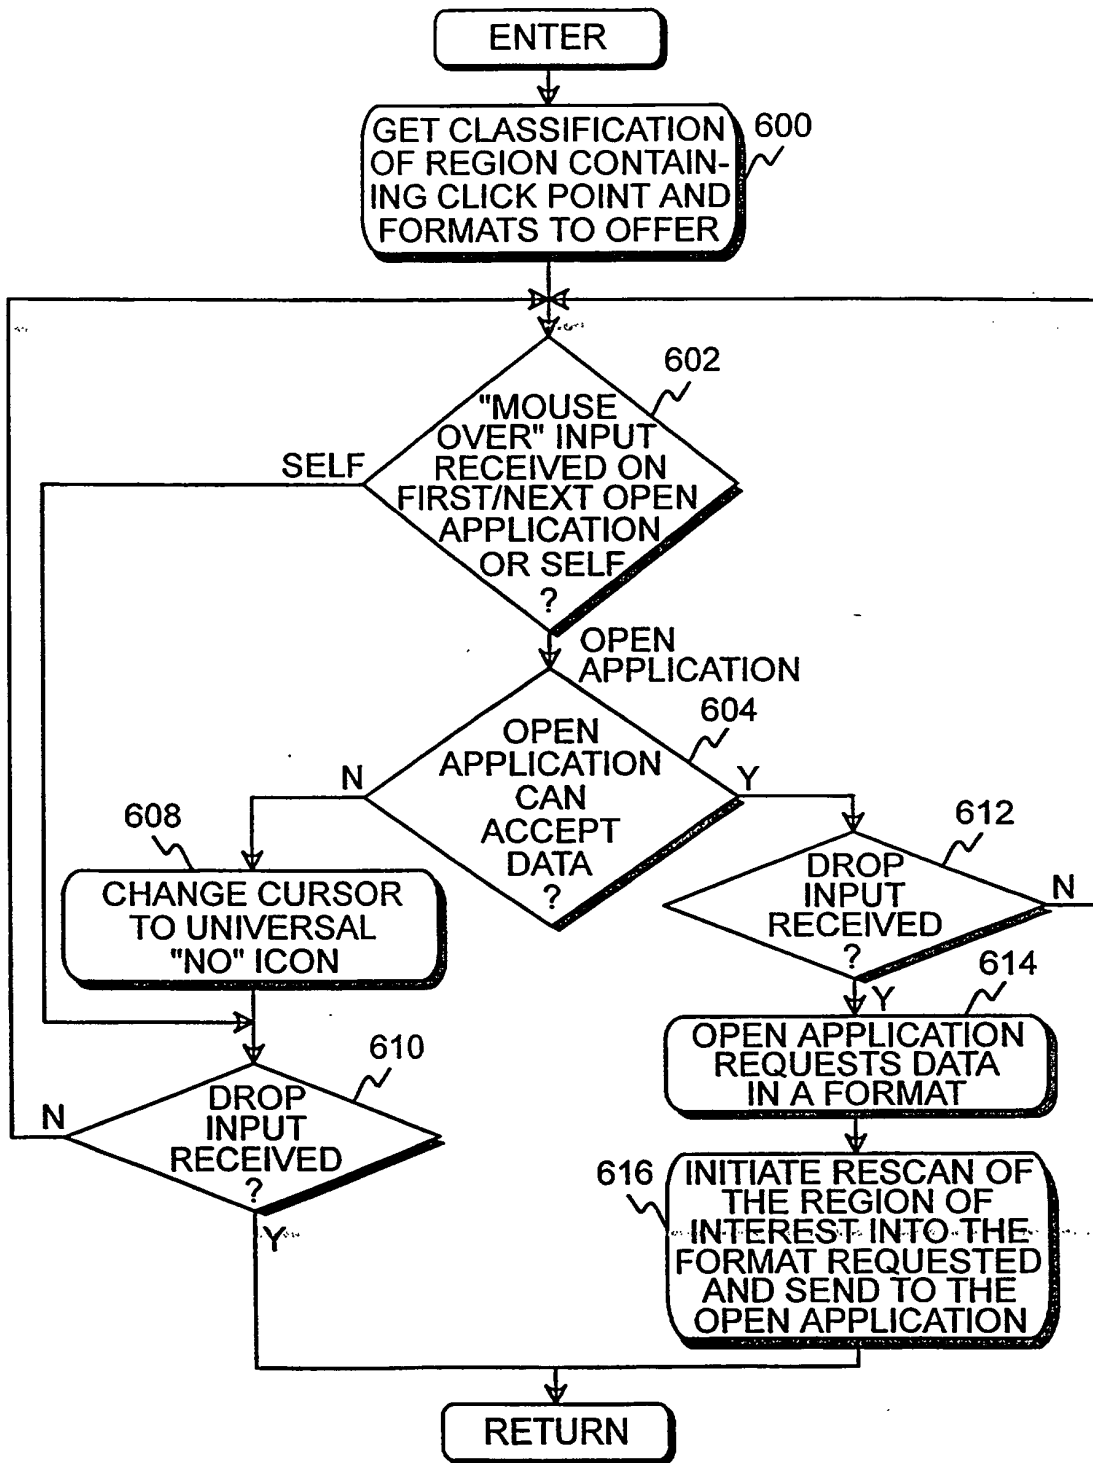 ENTER
GET CLASSIFICATION
OF REGION CONTAIN-
ING CLICK POINT AND
FORMATS TO OFFER
600
602
"MOUSE
OVER" INPUT
RECEIVED ON
FIRST/NEXT OPEN
APPLICATION
OR SELF
?
SELF
OPEN
APPLICATION
604
OPEN
APPLICATION
CAN
ACCEPT
DATA
?
N
Y
608
CHANGE CURSOR
TO UNIVERSAL
"NO" ICON
612
DROP
INPUT
RECEIVED
?
N
Y
614
OPEN APPLICATION
REQUESTS DATA
IN A FORMAT
610
DROP
INPUT
RECEIVED
?
N
Y
616
INITIATE RESCAN OF
THE REGION OF
INTEREST INTO THE
FORMAT REQUESTED
AND SEND TO THE
OPEN APPLICATION
RETURN